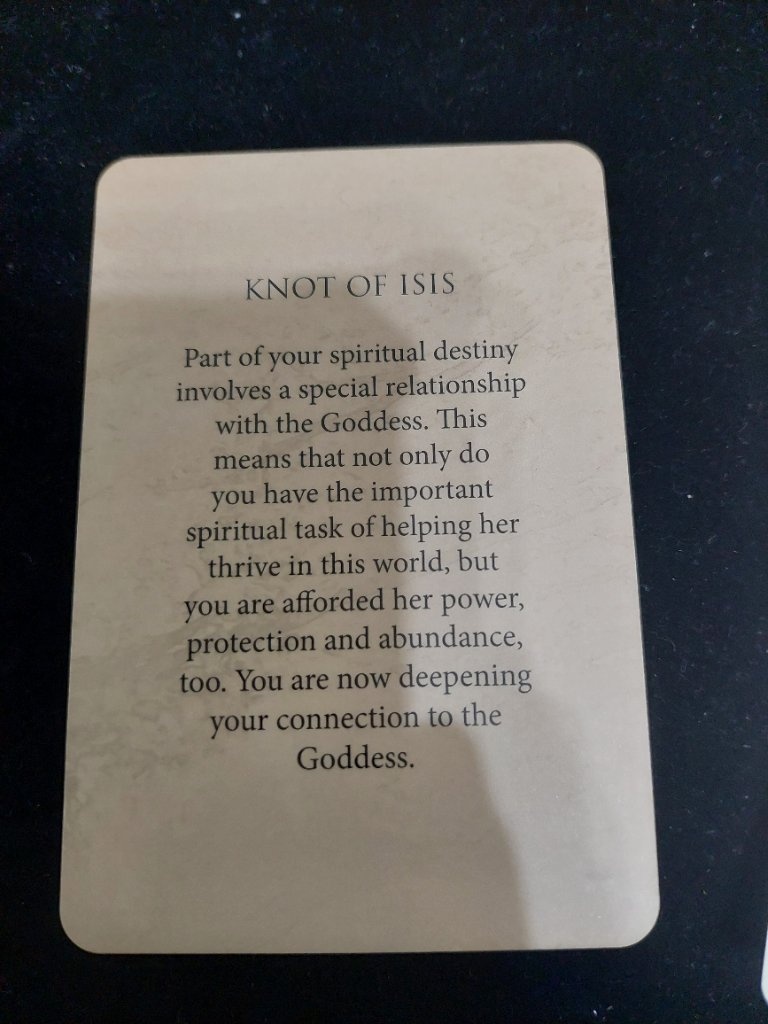 KNOT OF ISIS
Part of your spiritual destiny
involves a special relationship
with the Goddess. This
means that not only do
you have the important
spiritual task of helping her
thrive in this world, but
you are afforded her power,
protection and abundance,
too. You are now deepening
your connection to the
Goddess.